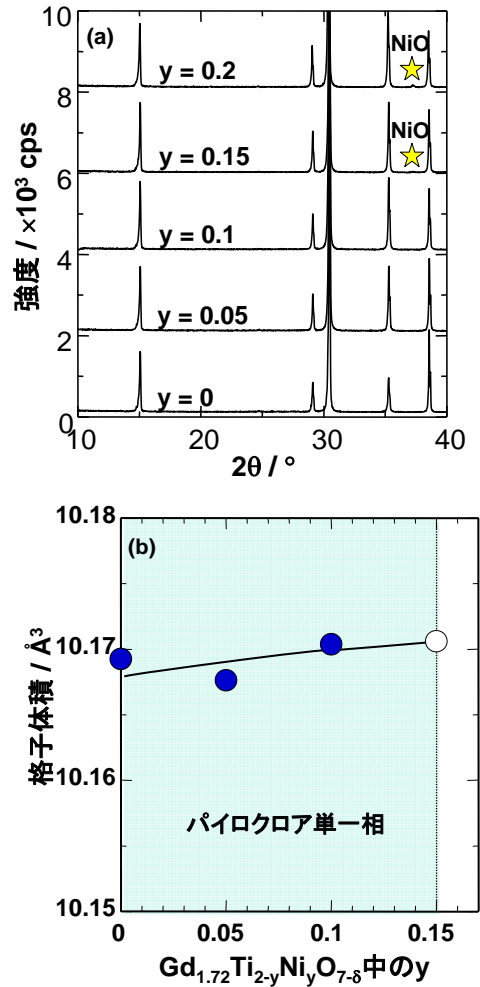 10
(a)
NiO
y = 0.2
8
NiO
y = 0.15
6
y = 0.1
4
y = 0.05
2
y = 0
0
10 20 30 40
2θ / °
強度 / ×10³ cps
10.18
(b)
10.17
10.16
パイロクロア単一相
10.15
0 0.05 0.1 0.15
Gd1.72Ti2-yNiyO7-δ中のy
格子体積 / Å³